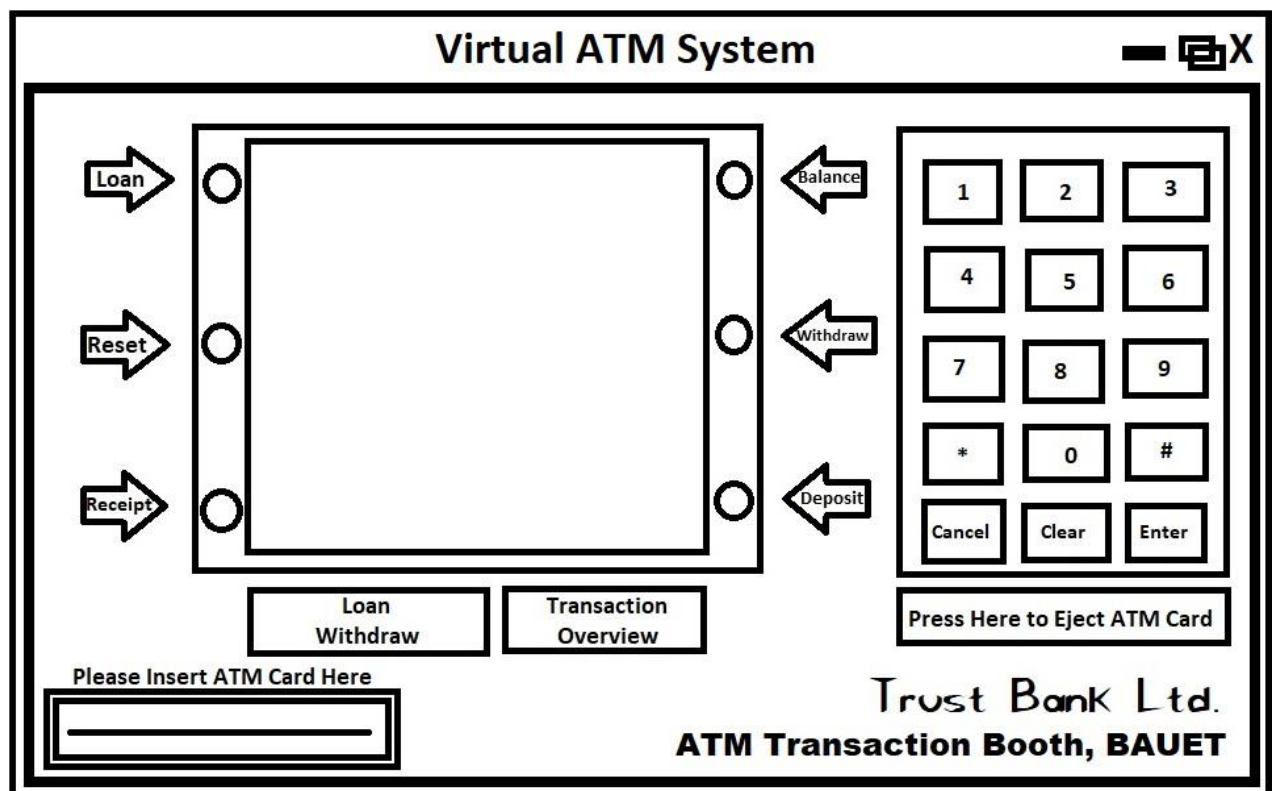 Virtual ATM System
X
Loan
Balance
Reset
Withdraw
Receipt
Deposit
1 2 3
4 5 6
7 8 9
* 0 #
Cancel Clear Enter
Loan
Withdraw
Transaction
Overview
Press Here to Eject ATM Card
Please Insert ATM Card Here
Trust Bank Ltd.
ATM Transaction Booth, BAUET